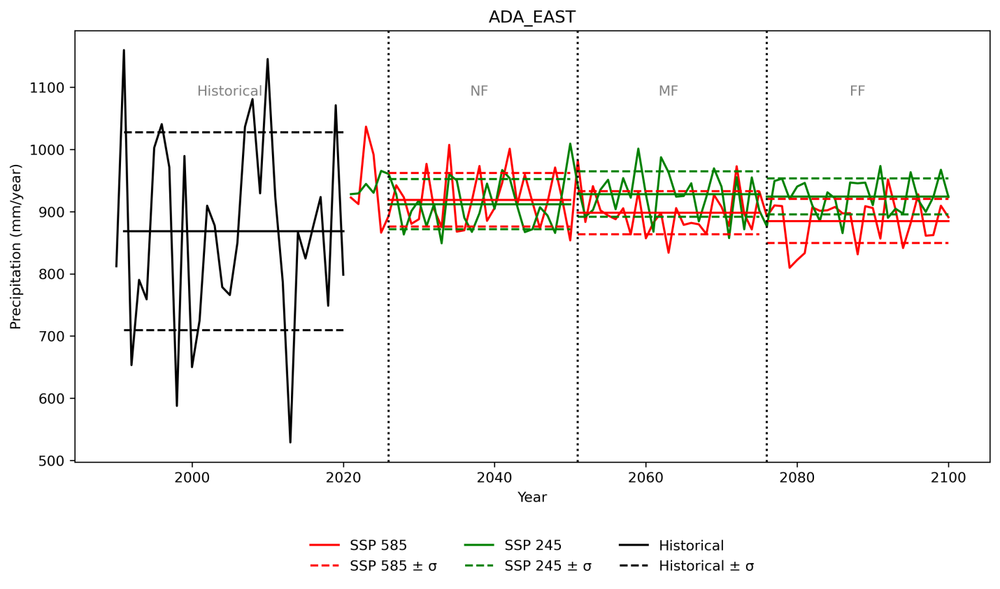 ADA_EAST
Precipitation (mm/year)
1100
1000
900
800
700
600
500
Historical
NF
MF
FF
2000
2020
2040
2060
2080
2100
Year
SSP 585
SSP 245
Historical
SSP 585 ± σ
SSP 245 ± σ
Historical ± σ